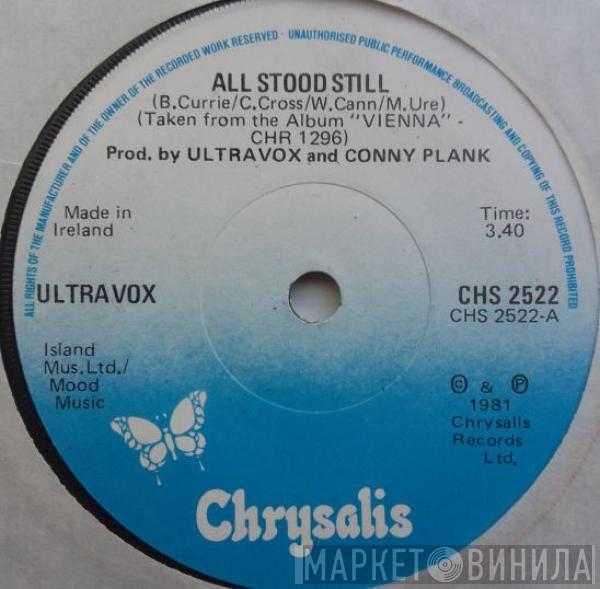 ALL RIGHTS OF THE MANUFACTURER AND OF THE OWNER OF THE RECORDED WORK RESERVED · UNAUTHORISED PUBLIC PERFORMANCE BROADCASTING AND COPYING OF THIS RECORD PROHIBITED
ALL STOOD STILL
(B.Currie/C.Cross/W.Cann/M.Ure)
(Taken from the Album "VIENNA" -
CHR 1296)
Prod. by ULTRAVOX and CONNY PLANK
Made in
Ireland
Time:
3.40
ULTRAVOX
CHS 2522
CHS 2522-A
Island
Mus.Ltd./
Mood
Music
© & ℗
1981
Chrysalis
Records
Ltd.
Chrysalis
МАРКЕТ ВИНИЛА